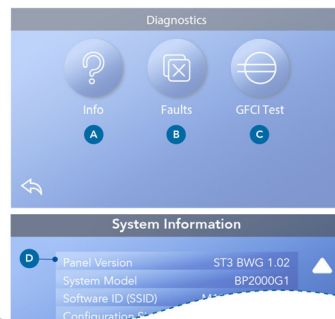 Diagnostics
Info Faults GFCI Test
A B C
System Information
D Panel Version ST3 BWG 1.02
System Model BP2000G1
Software ID (SSID)
Configuration